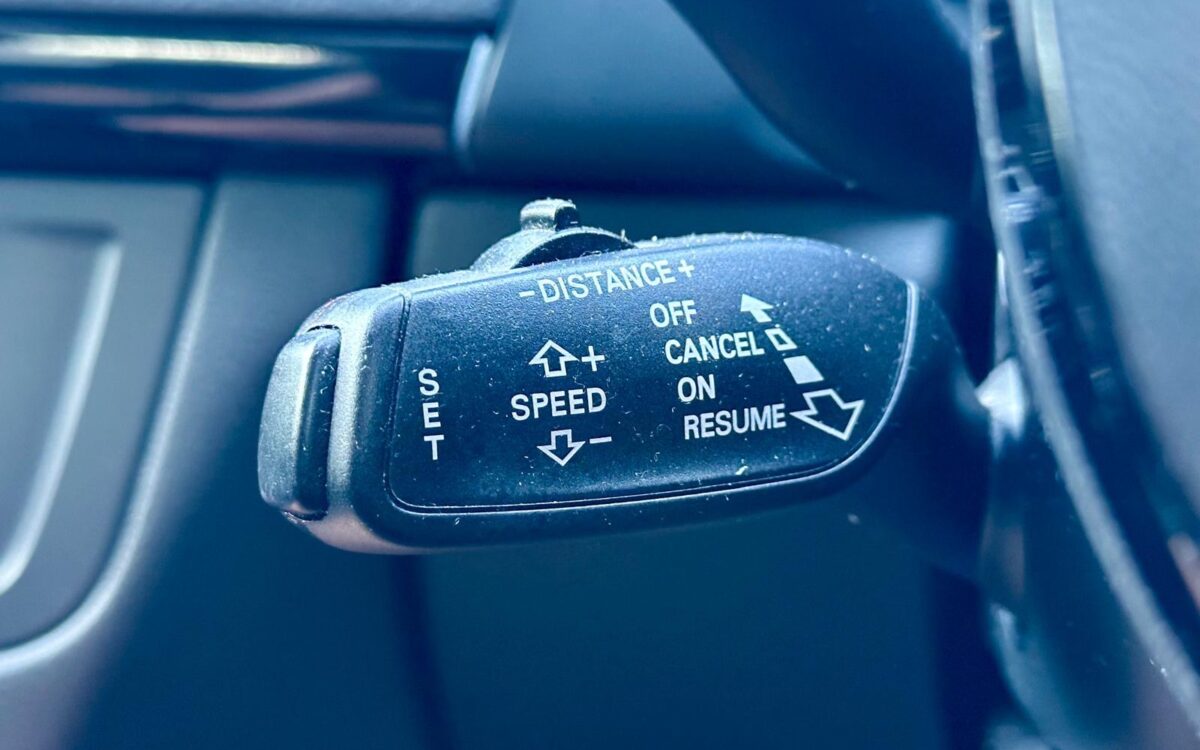 -DISTANCE+
OFF
CANCEL
ON
RESUME
+
SPEED
-
SET